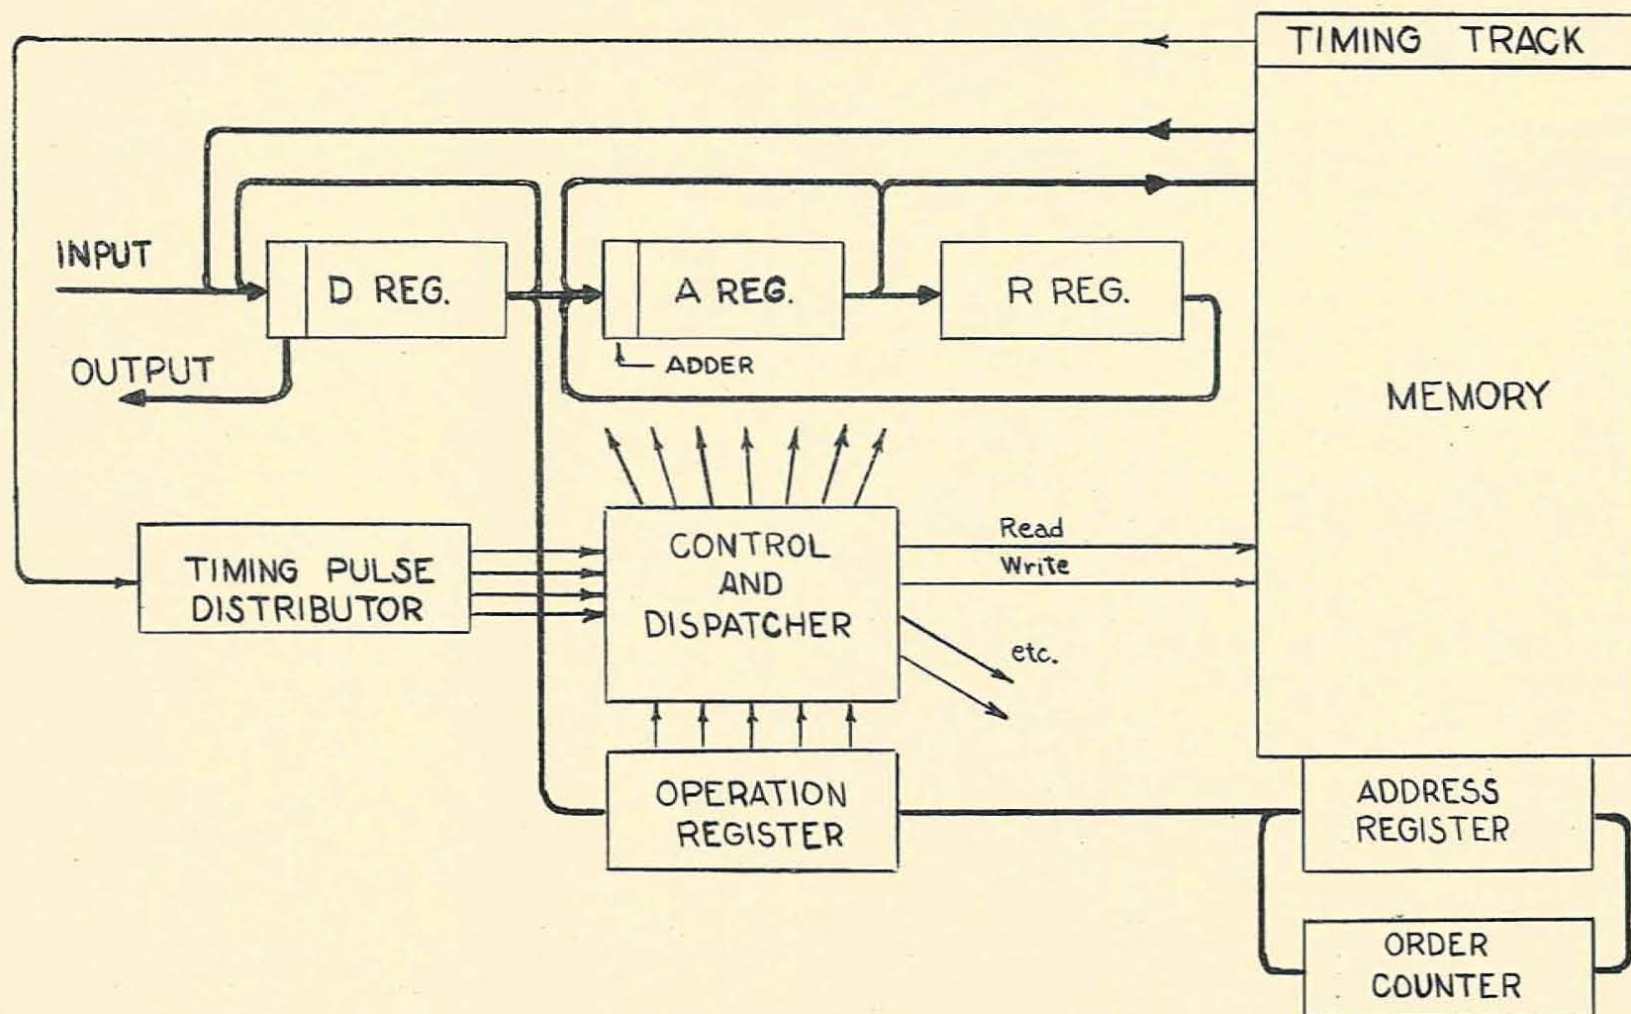 TIMING TRACK
INPUT
D REG.
A REG.
R REG.
ADDER
OUTPUT
MEMORY
Read
Write
CONTROL
AND
DISPATCHER
TIMING PULSE
DISTRIBUTOR
etc.
OPERATION
REGISTER
ADDRESS
REGISTER
ORDER
COUNTER